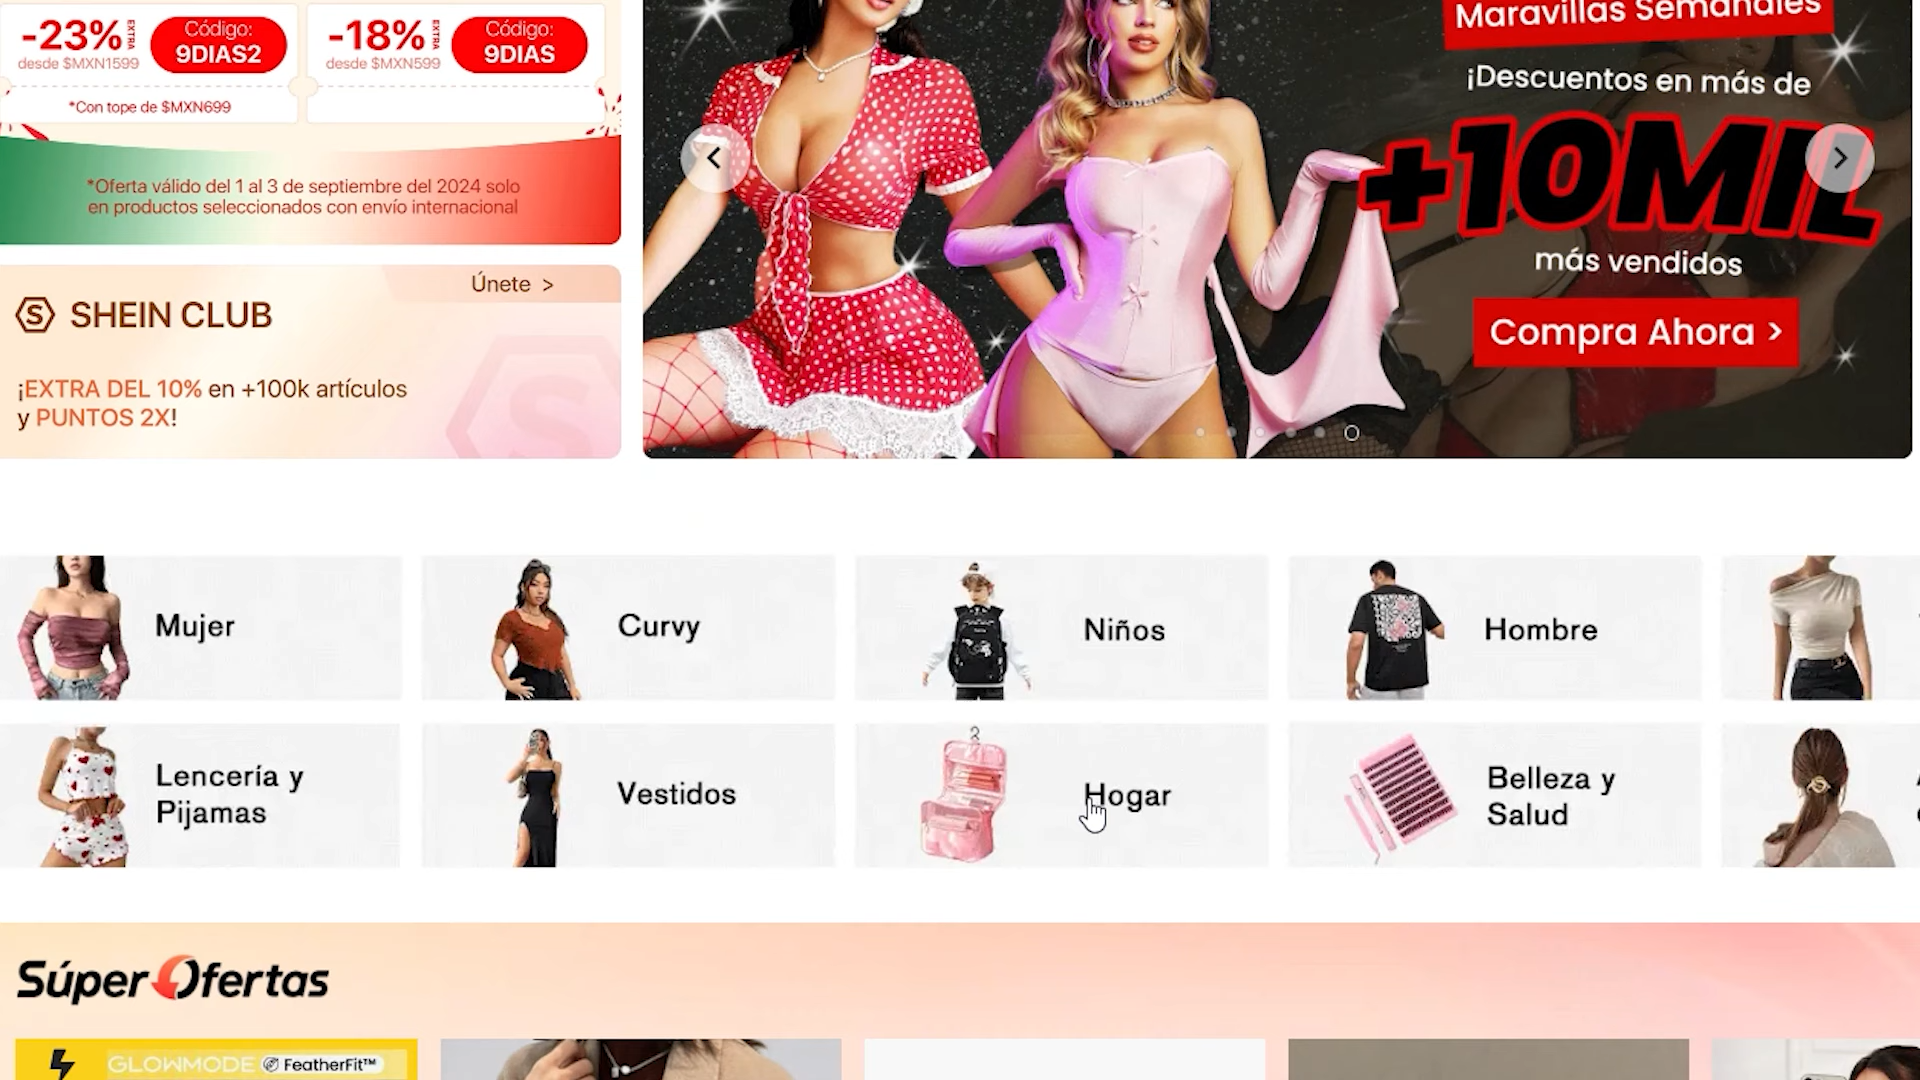 -23% EXTRA
desde $MXN1599
Código:
9DIAS2
*Con tope de $MXN699
-18% EXTRA
desde $MXN599
Código:
9DIAS
*Oferta válido del 1 al 3 de septiembre del 2024 solo
en productos seleccionados con envío internacional
Únete >
S SHEIN CLUB
¡EXTRA DEL 10% en +100k artículos
y PUNTOS 2X!
Maravillas Semanales
¡Descuentos en más de
+10MIL
más vendidos
Compra Ahora >
Mujer
Curvy
Niños
Hombre
Lencería y
Pijamas
Vestidos
Hogar
Belleza y
Salud
Súper Ofertas
GLOWMODE FeatherFit™